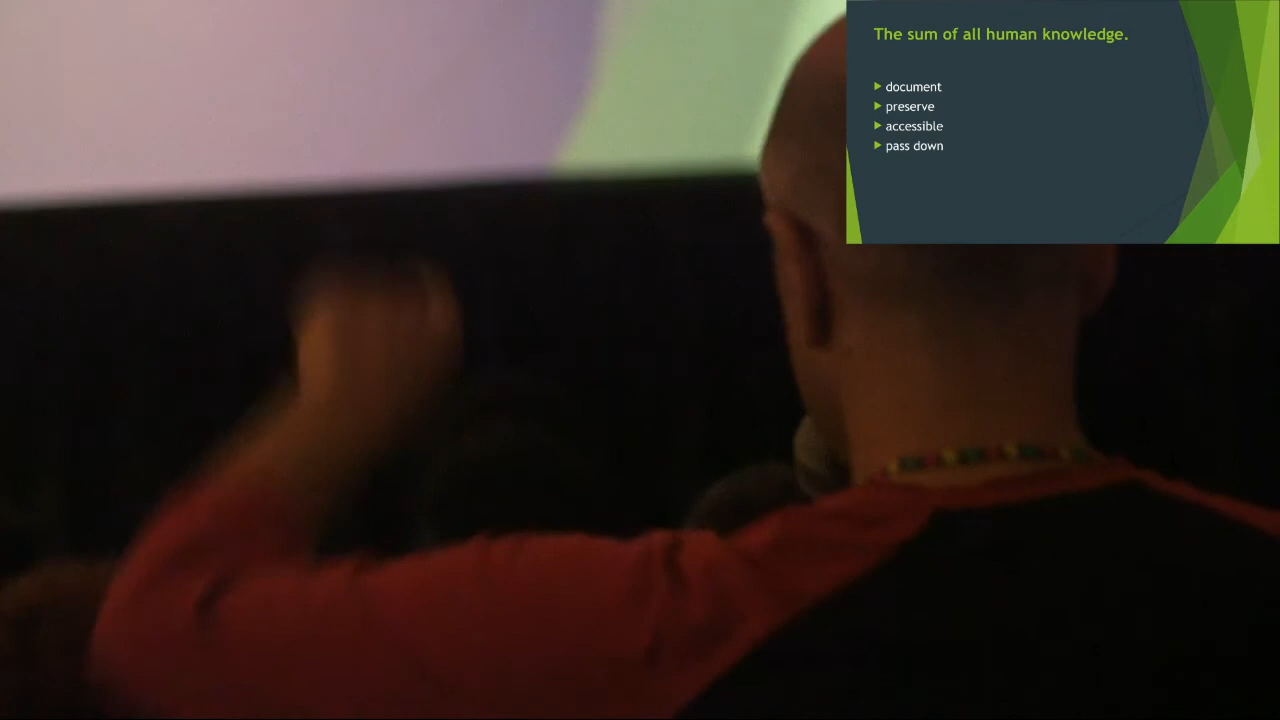 The sum of all human knowledge.
document
preserve
accessible
pass down